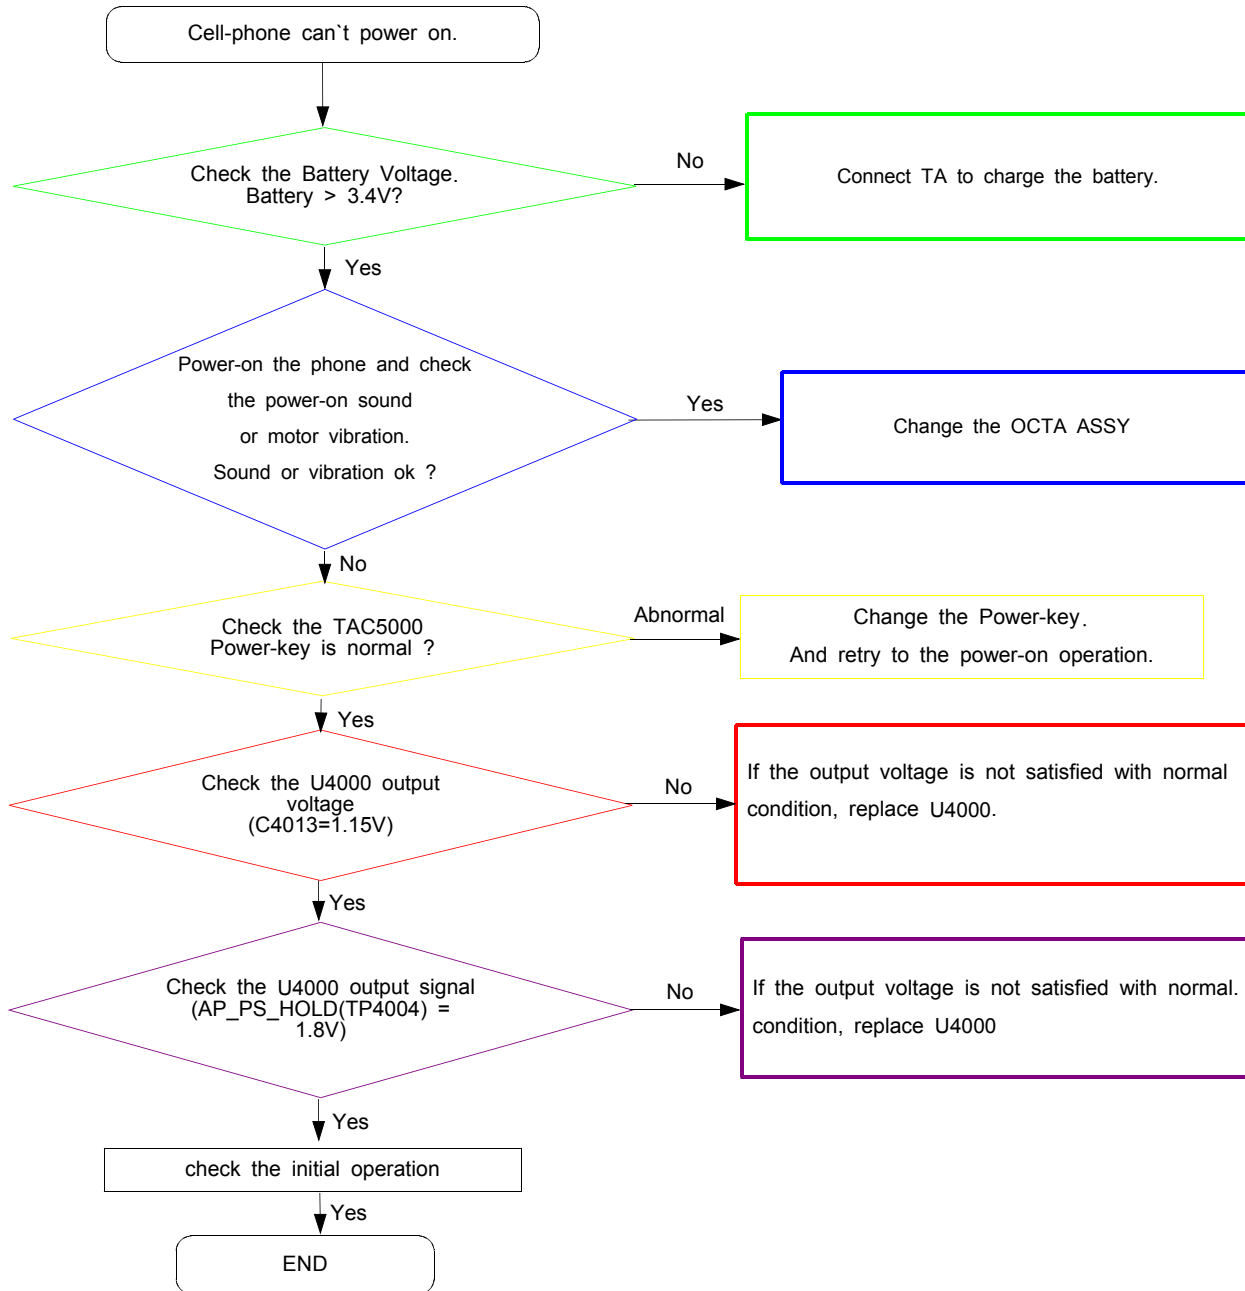 Cell-phone can`t power on.
Check the Battery Voltage.
Battery > 3.4V?
No
Connect TA to charge the battery.
Yes
Power-on the phone and check
the power-on sound
or motor vibration.
Sound or vibration ok ?
Yes
Change the OCTA ASSY
No
Check the TAC5000
Power-key is normal ?
Abnormal
Change the Power-key.
And retry to the power-on operation.
Yes
Check the U4000 output
voltage
(C4013=1.15V)
No
If the output voltage is not satisfied with normal
condition, replace U4000.
Yes
Check the U4000 output signal
(AP_PS_HOLD(TP4004) =
1.8V)
No
If the output voltage is not satisfied with normal.
condition, replace U4000
Yes
check the initial operation
Yes
END